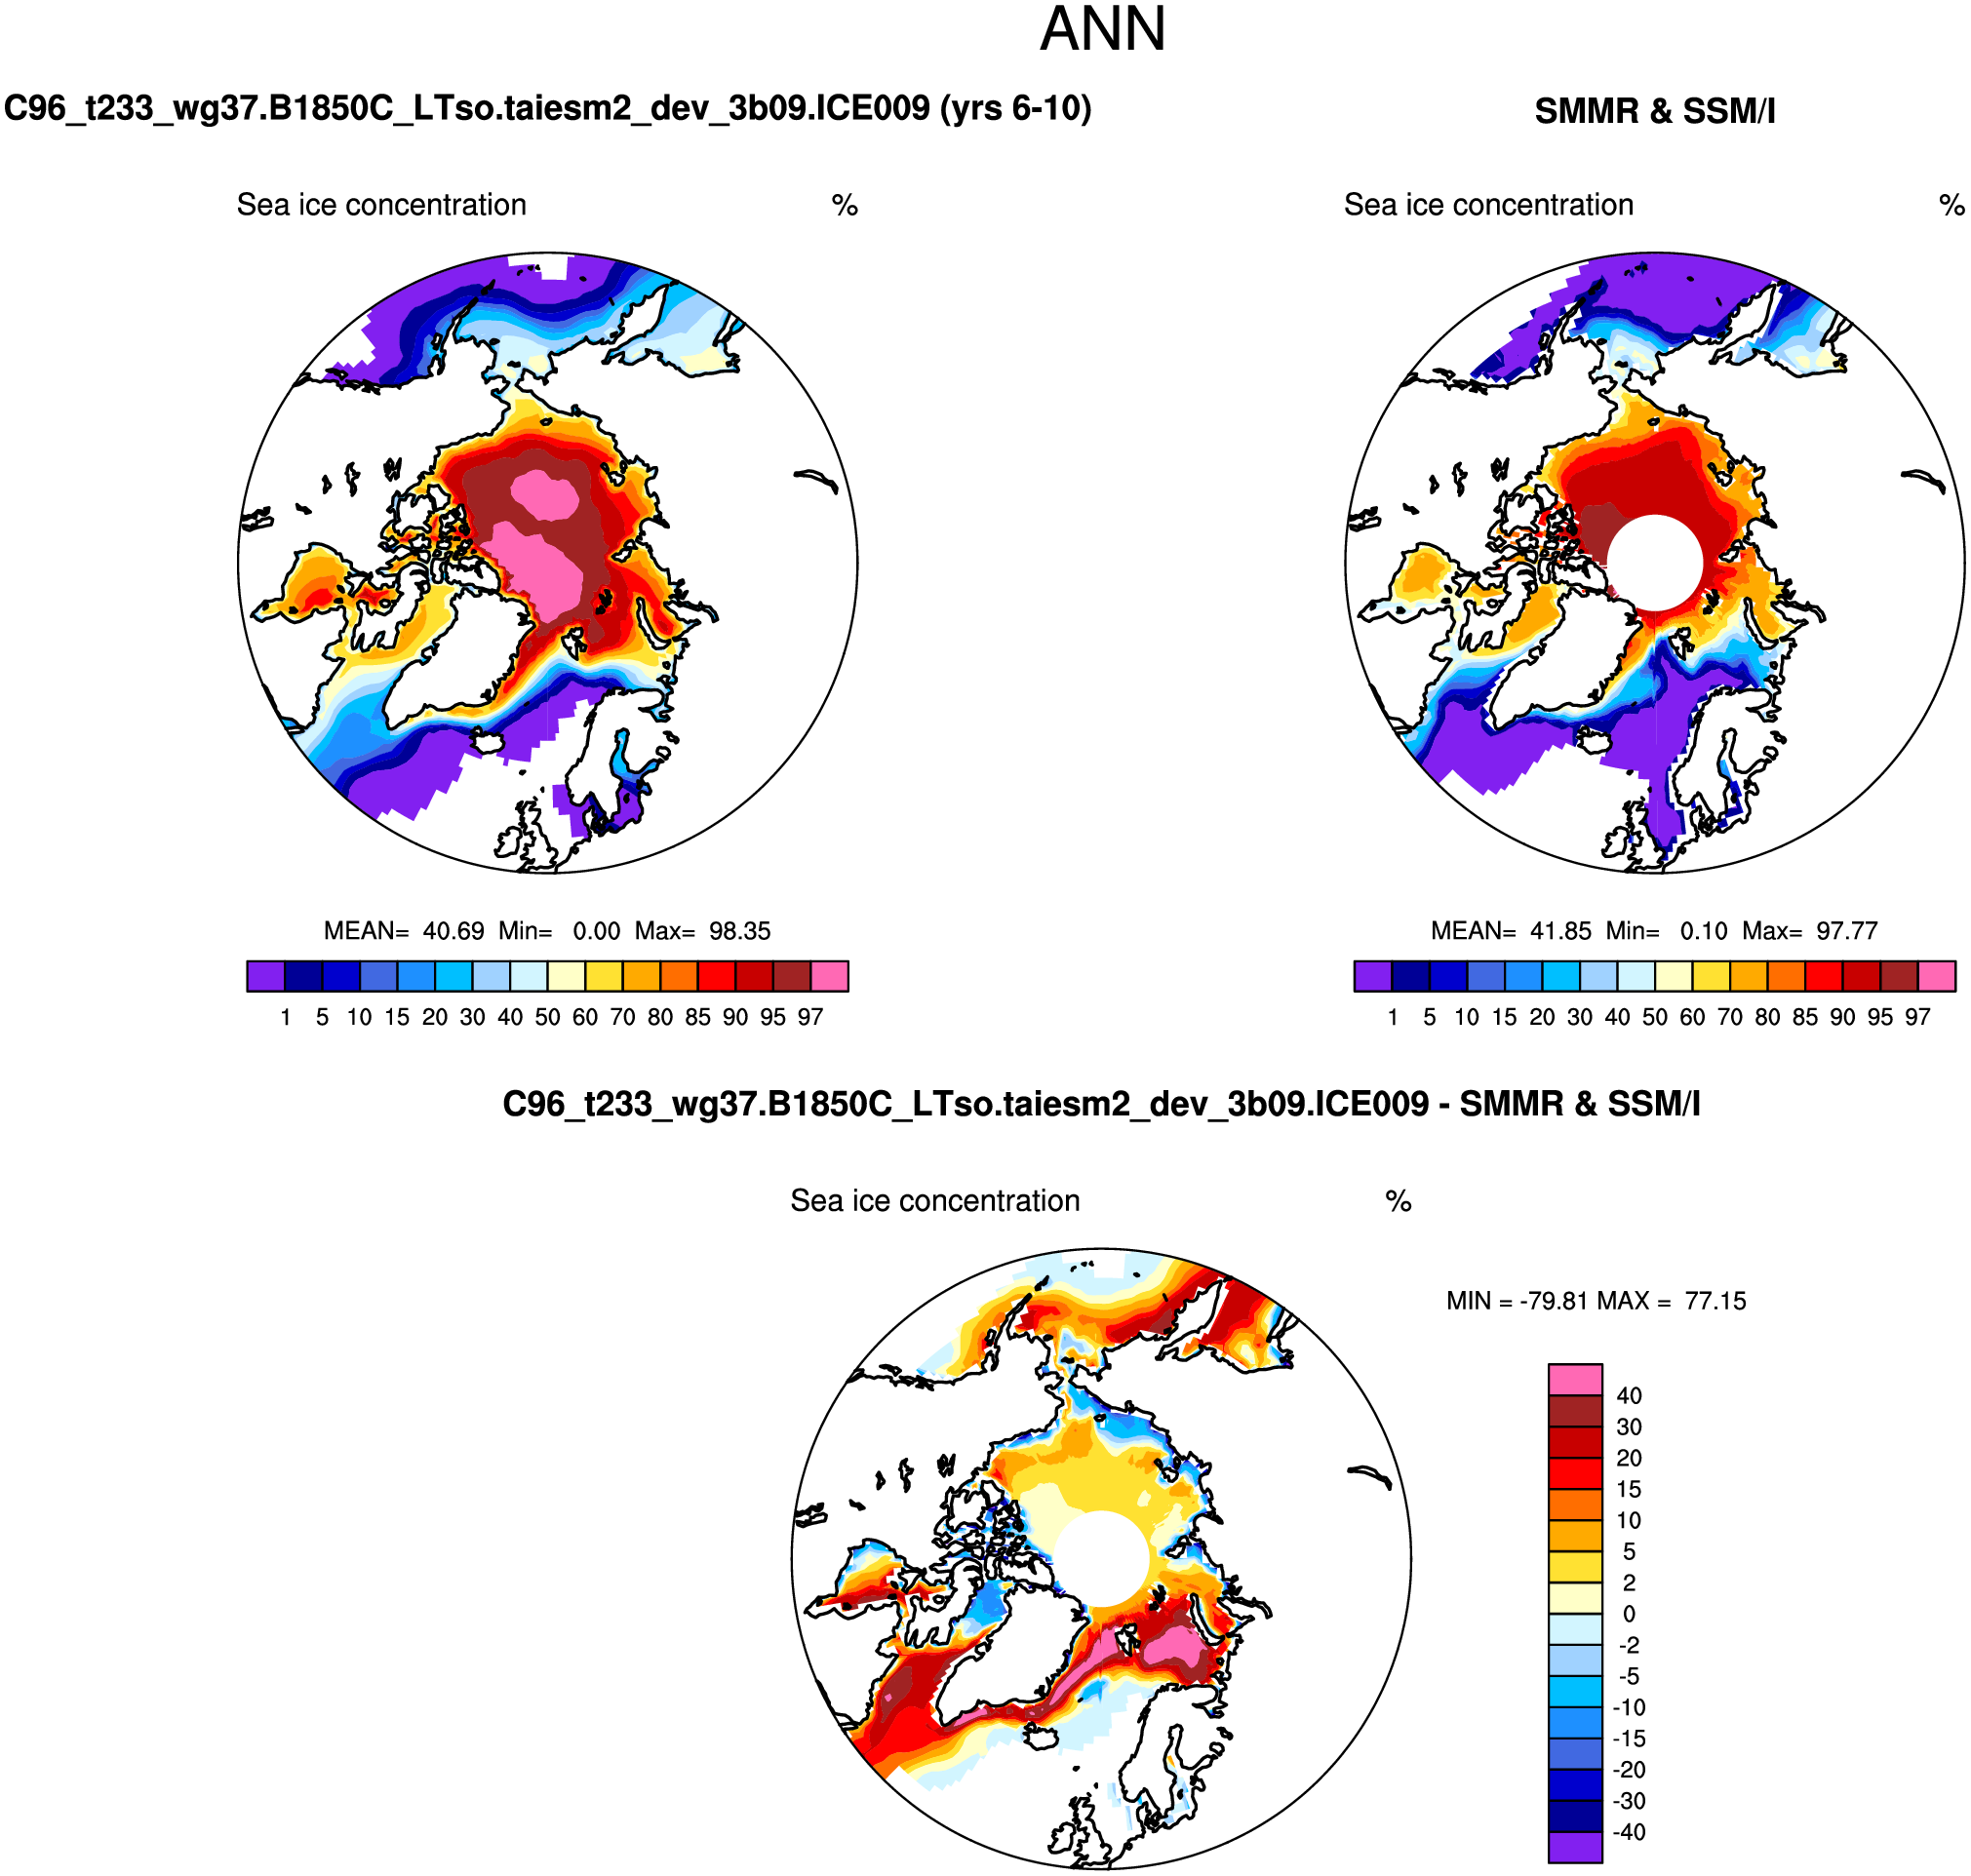 ANN
C96_t233_wg37.B1850C_LTso.taiesm2_dev_3b09.ICE009 (yrs 6-10)
SMMR & SSM/I
Sea ice concentration %
Sea ice concentration %
MEAN= 40.69 Min= 0.00 Max= 98.35
MEAN= 41.85 Min= 0.10 Max= 97.77
1 5 10 15 20 30 40 50 60 70 80 85 90 95 97
1 5 10 15 20 30 40 50 60 70 80 85 90 95 97
C96_t233_wg37.B1850C_LTso.taiesm2_dev_3b09.ICE009 - SMMR & SSM/I
Sea ice concentration %
MIN = -79.81 MAX = 77.15
40
30
20
15
10
5
2
0
-2
-5
-10
-15
-20
-30
-40